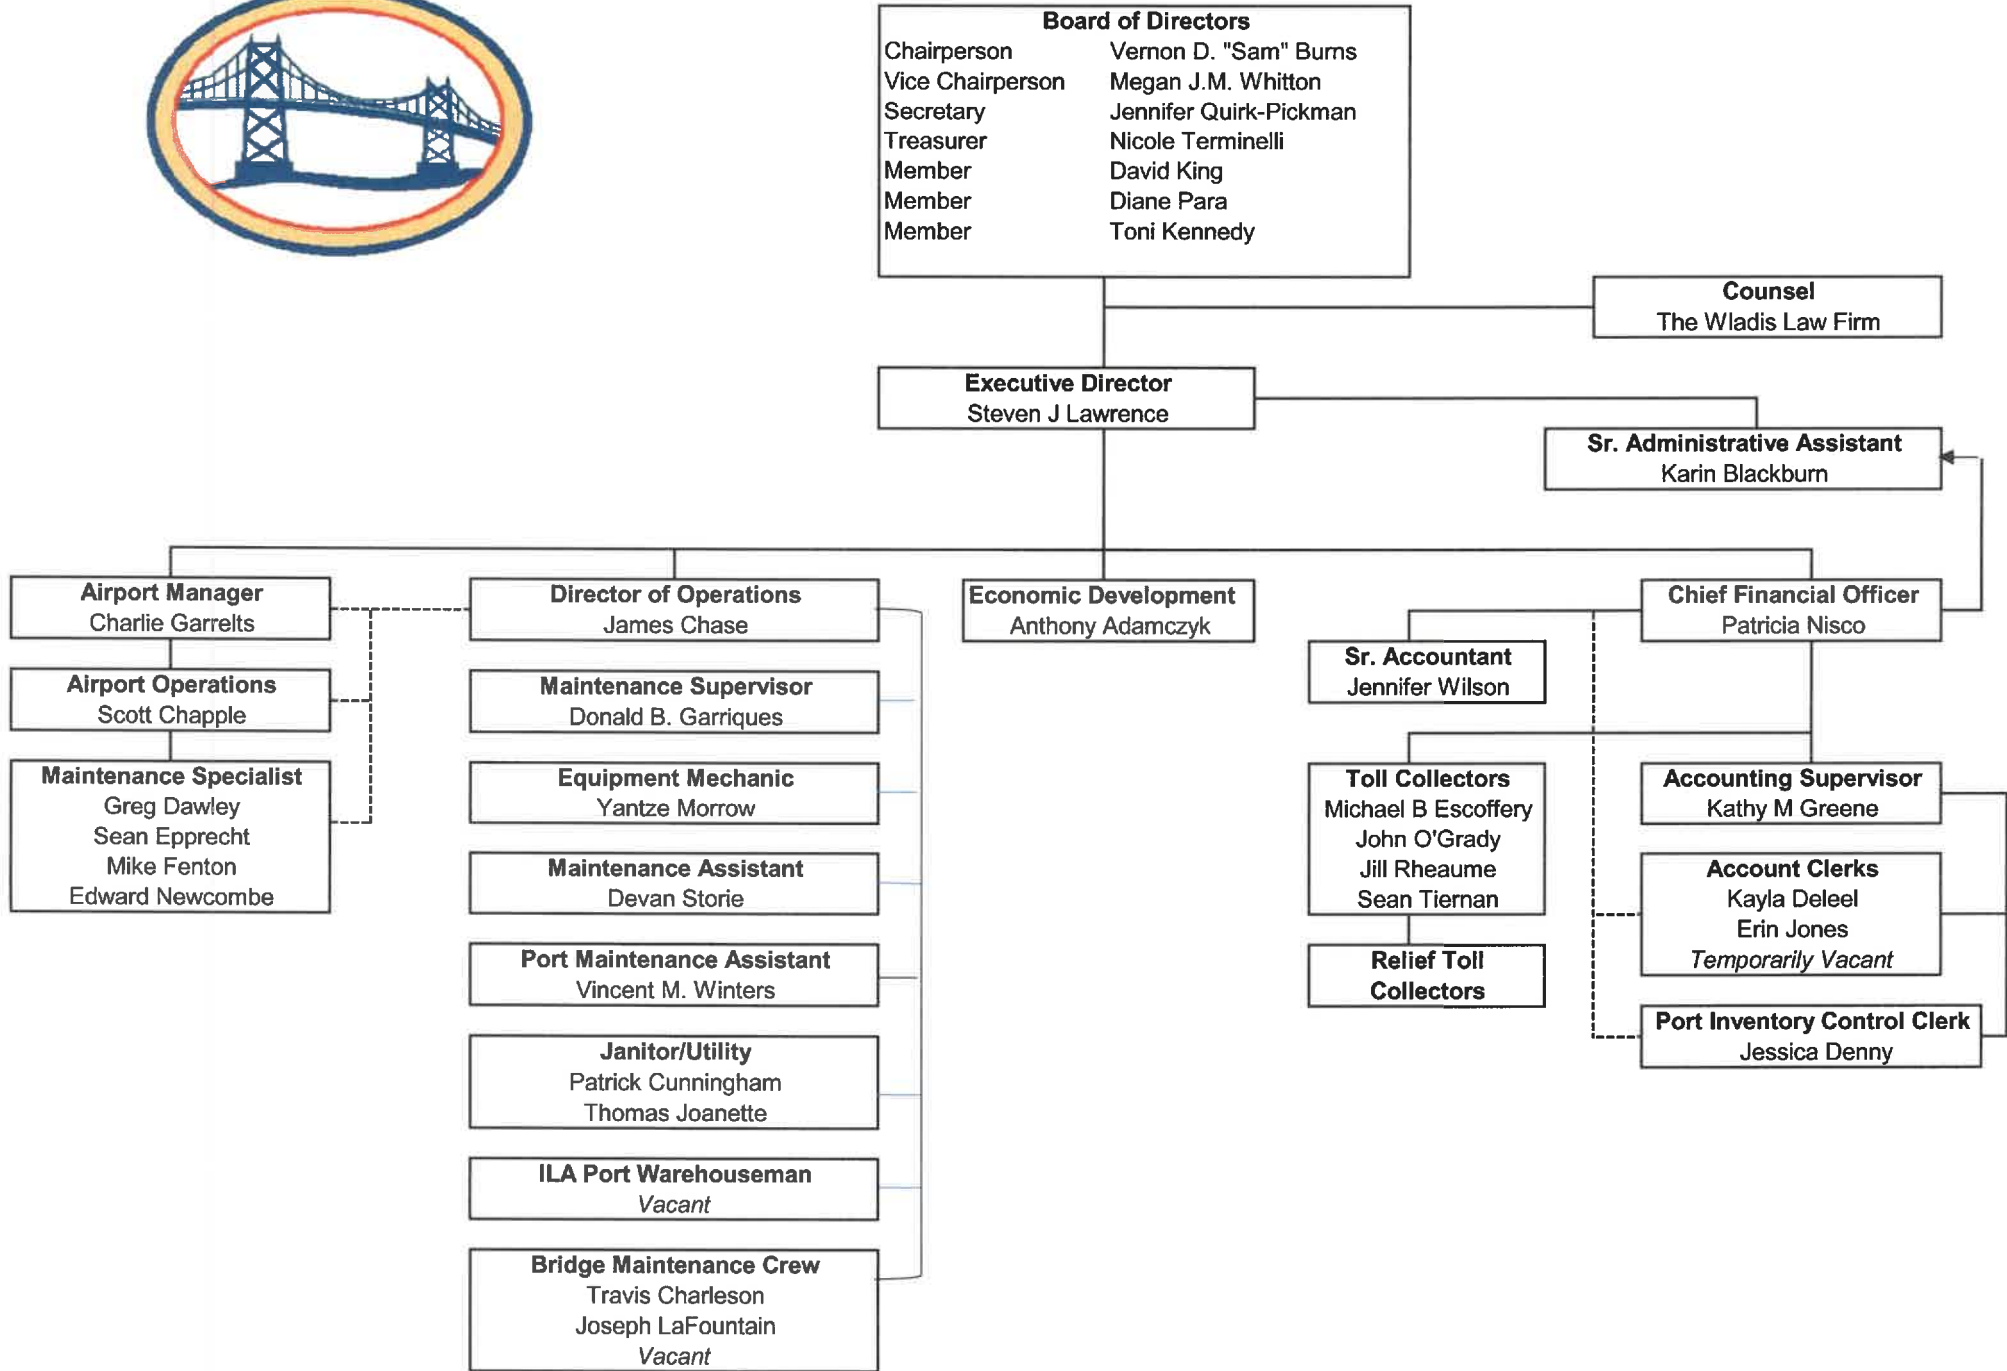 Board of Directors
Chairperson Vernon D. "Sam" Burns
Vice Chairperson Megan J.M. Whitton
Secretary Jennifer Quirk-Pickman
Treasurer Nicole Terminelli
Member David King
Member Diane Para
Member Toni Kennedy
Counsel
The Wladis Law Firm
Executive Director
Steven J Lawrence
Sr. Administrative Assistant
Karin Blackburn
Airport Manager
Charlie Garrelts
Airport Operations
Scott Chapple
Maintenance Specialist
Greg Dawley
Sean Epprecht
Mike Fenton
Edward Newcombe
Director of Operations
James Chase
Maintenance Supervisor
Donald B. Garriques
Equipment Mechanic
Yantze Morrow
Maintenance Assistant
Devan Storie
Port Maintenance Assistant
Vincent M. Winters
Janitor/Utility
Patrick Cunningham
Thomas Joanette
ILA Port Warehouseman
Vacant
Bridge Maintenance Crew
Travis Charleson
Joseph LaFountain
Vacant
Economic Development
Anthony Adamczyk
Chief Financial Officer
Patricia Nisco
Sr. Accountant
Jennifer Wilson
Toll Collectors
Michael B Escoffery
John O'Grady
Jill Rheaume
Sean Tiernan
Relief Toll
Collectors
Accounting Supervisor
Kathy M Greene
Account Clerks
Kayla Deleel
Erin Jones
Temporarily Vacant
Port Inventory Control Clerk
Jessica Denny